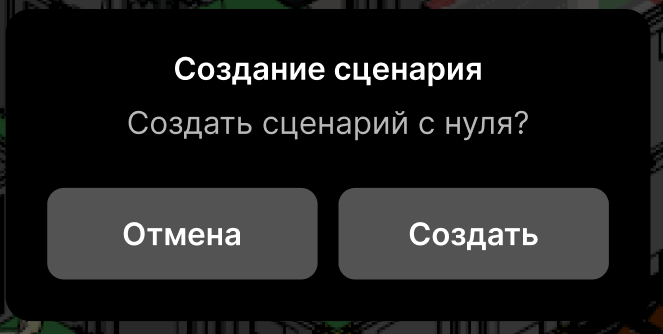 Создание сценария
Создать сценарий с нуля?
Отмена
Создать